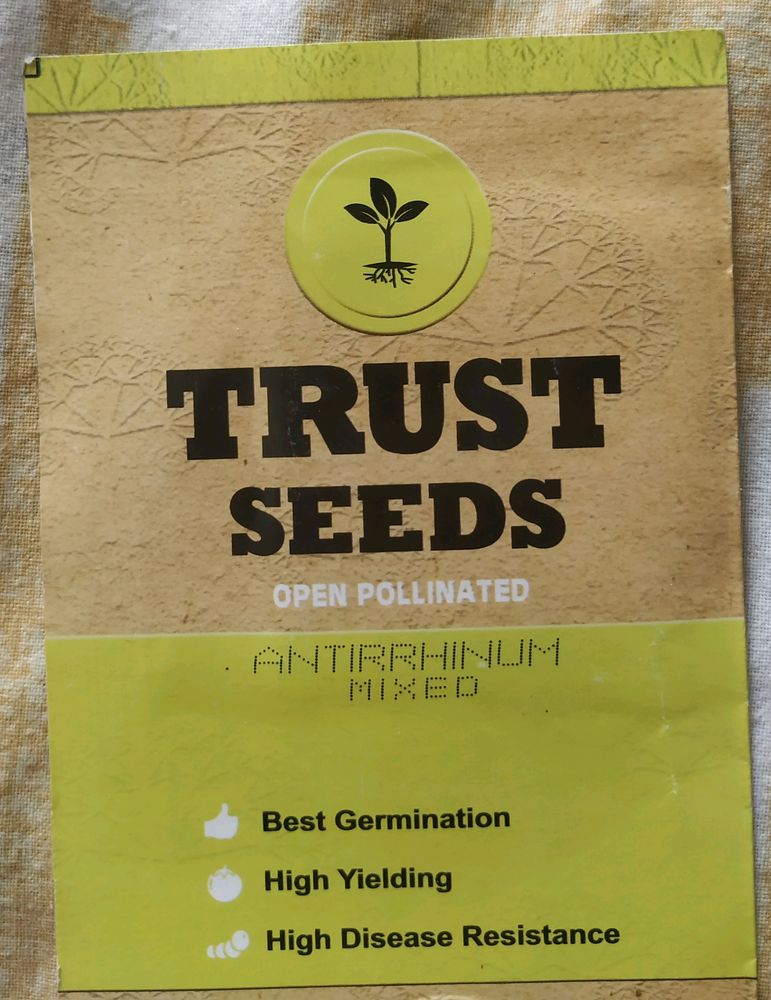 TRUST
SEEDS
OPEN POLLINATED
ANTIRRHINUM
MIXED
Best Germination
High Yielding
High Disease Resistance